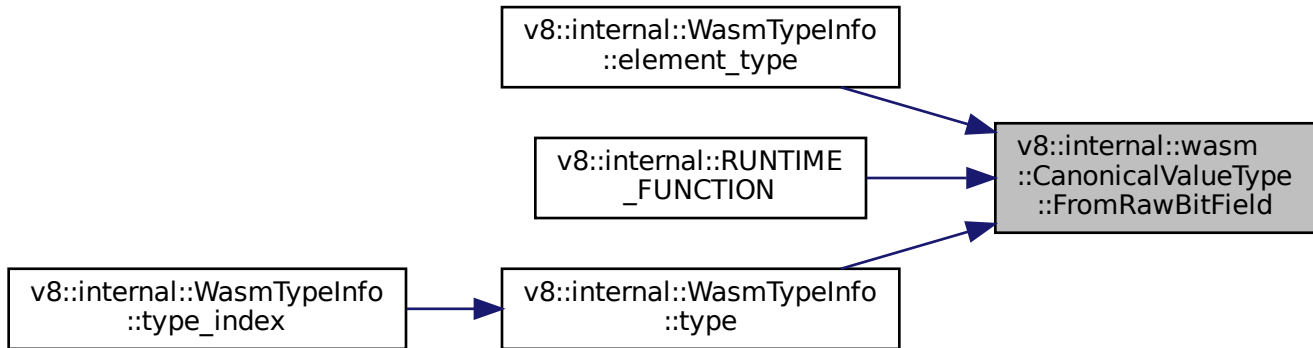 v8::internal::WasmTypeInfo
::element_type
v8::internal::wasm
::CanonicalValueType
::FromRawBitField
v8::internal::RUNTIME
_FUNCTION
v8::internal::WasmTypeInfo
::type_index
v8::internal::WasmTypeInfo
::type